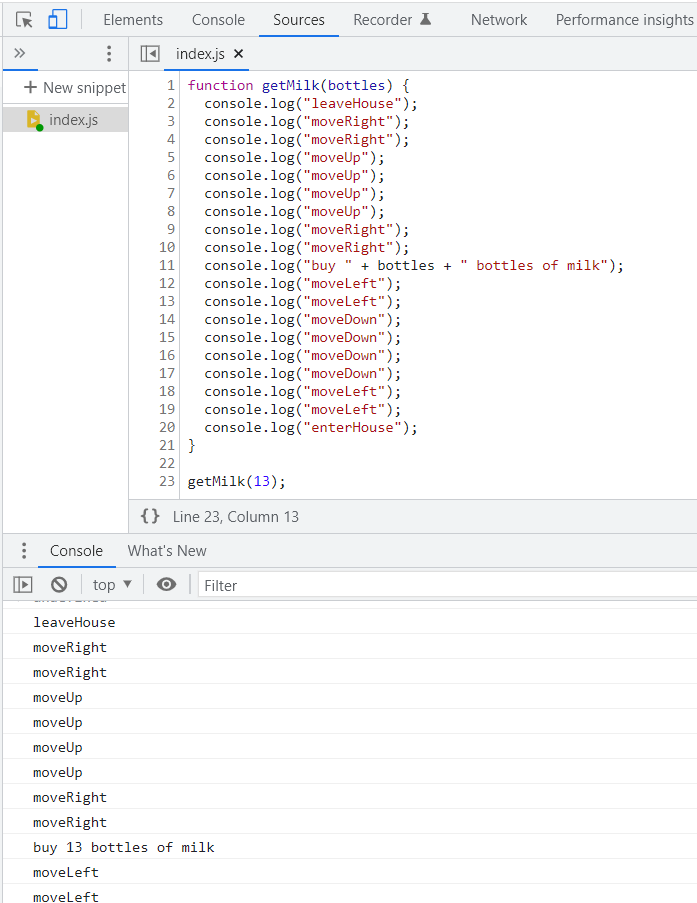 Elements Console Sources Recorder Network Performance insights
index.js ×
+ New snippet
index.js
1 function getMilk(bottles) {
2 console.log("leaveHouse");
3 console.log("moveRight");
4 console.log("moveRight");
5 console.log("moveUp");
6 console.log("moveUp");
7 console.log("moveUp");
8 console.log("moveUp");
9 console.log("moveRight");
10 console.log("moveRight");
11 console.log("buy " + bottles + " bottles of milk");
12 console.log("moveLeft");
13 console.log("moveLeft");
14 console.log("moveDown");
15 console.log("moveDown");
16 console.log("moveDown");
17 console.log("moveDown");
18 console.log("moveLeft");
19 console.log("moveLeft");
20 console.log("enterHouse");
21 }
22
23 getMilk(13);
{} Line 23, Column 13
Console What's New
top ▼ Filter
leaveHouse
moveRight
moveRight
moveUp
moveUp
moveUp
moveUp
moveRight
moveRight
buy 13 bottles of milk
moveLeft
moveLeft